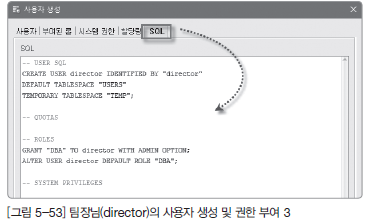 사용자 생성
사용자 부여된 롤 시스템 권한 할당량 SQL
SQL
-- USER SQL
CREATE USER director IDENTIFIED BY "director"
DEFAULT TABLESPACE "USERS"
TEMPORARY TABLESPACE "TEMP";
-- QUOTAS
-- ROLES
GRANT "DBA" TO director WITH ADMIN OPTION;
ALTER USER director DEFAULT ROLE "DBA";
-- SYSTEM PRIVILEGES
[그림 5-53] 팀장님(director)의 사용자 생성 및 권한 부여 3